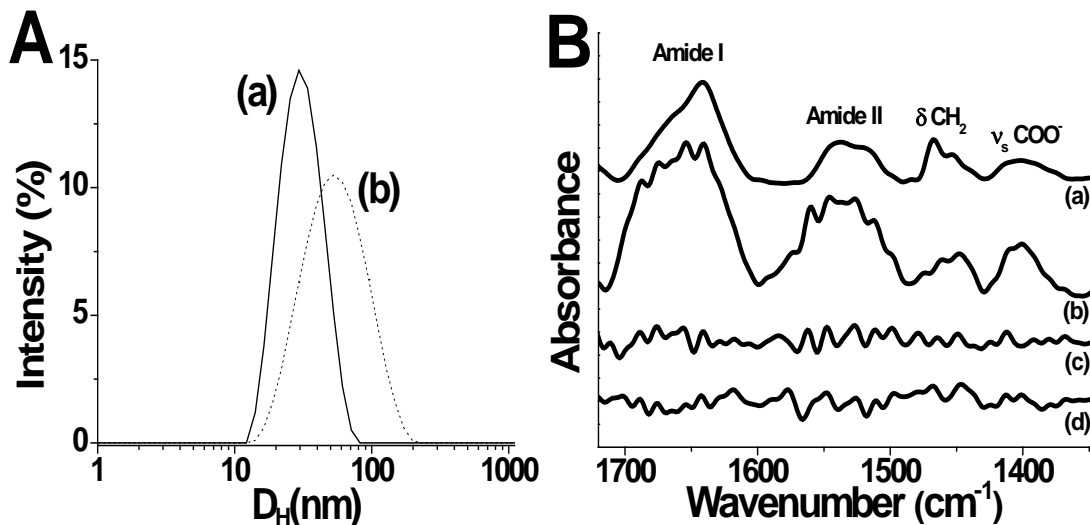 A
Intensity (%)
15
10
5
0
(a)
(b)
1
10
100
1000
D_H(nm)
B
Absorbance
Amide I
Amide II
δ CH₂
νₛ COO⁻
(a)
(b)
(c)
(d)
1700
1600
1500
1400
Wavenumber (cm⁻¹)